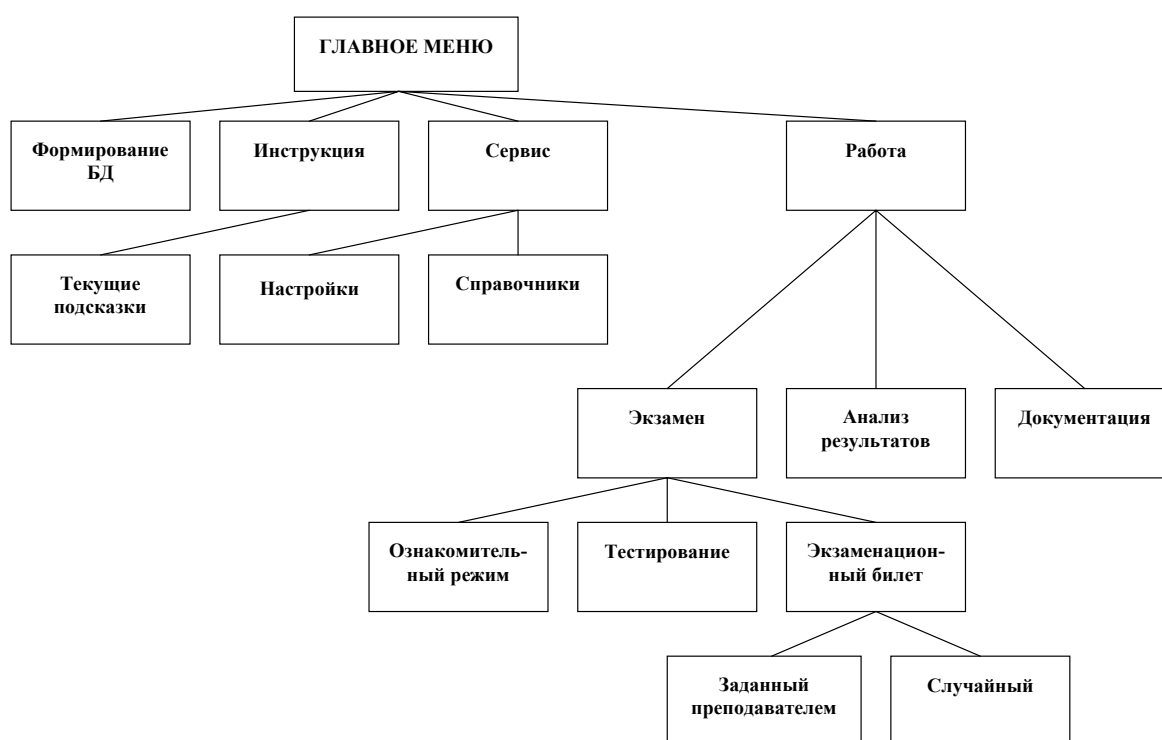 ГЛАВНОЕ МЕНЮ
Формирование
БД
Инструкция
Сервис
Работа
Текущие
подсказки
Настройки
Справочники
Экзамен
Анализ
результатов
Документация
Ознакомитель-
ный режим
Тестирование
Экзаменацион-
ный билет
Заданный
преподавателем
Случайный